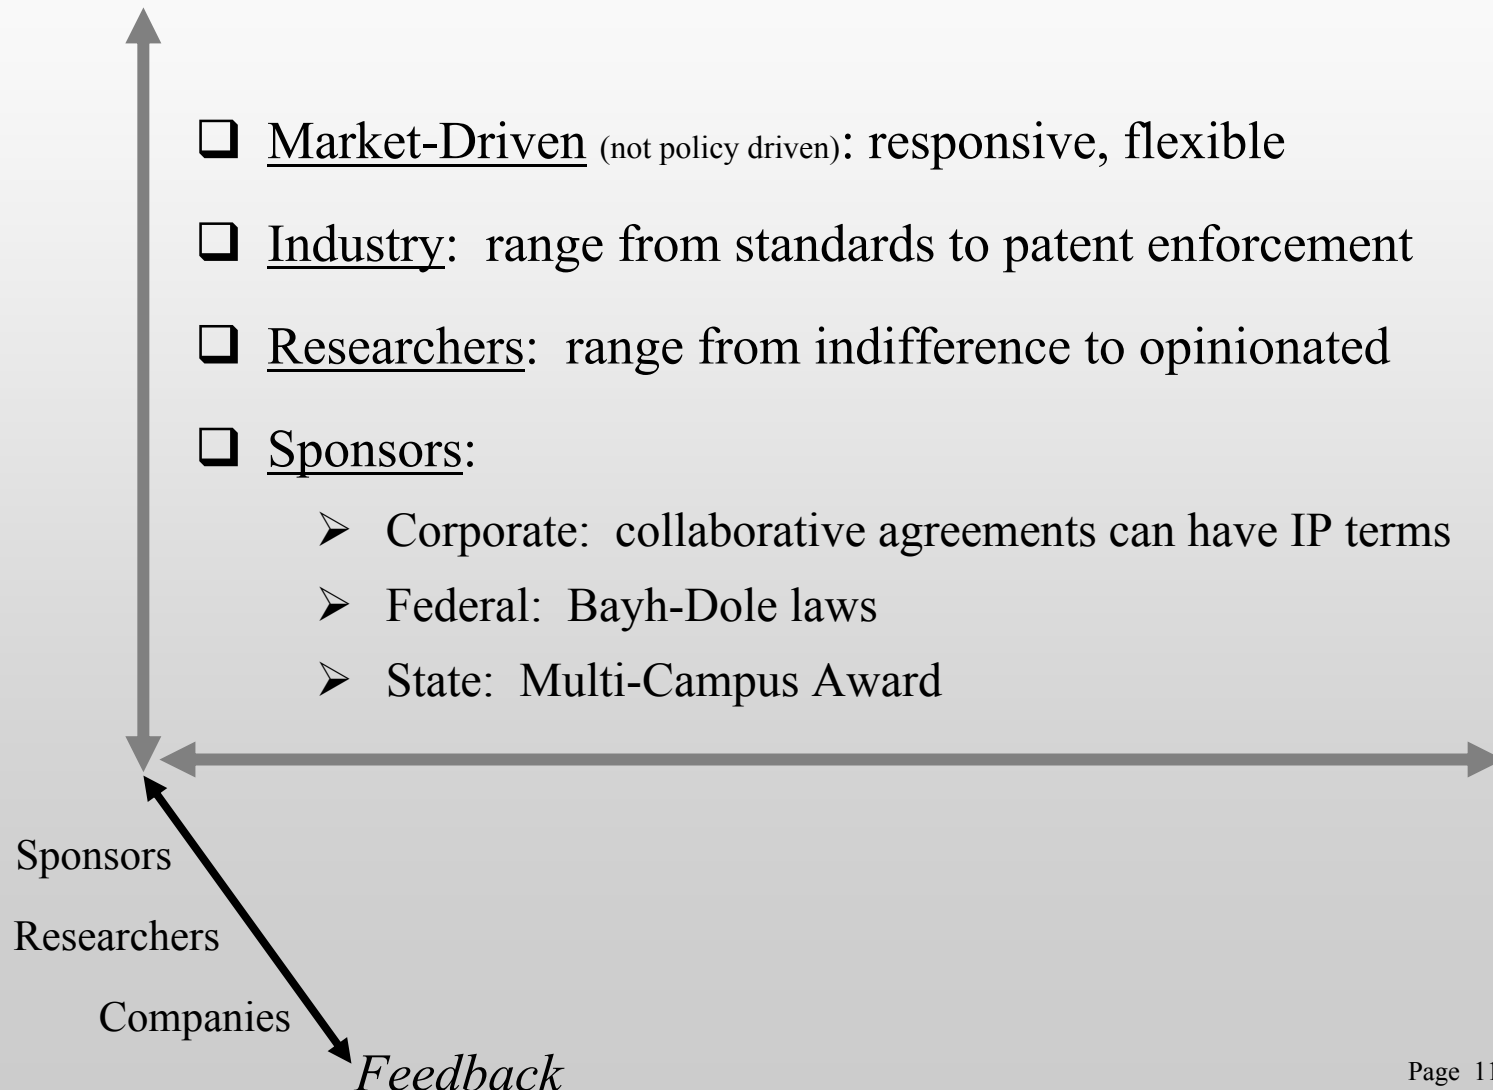 Market-Driven (not policy driven): responsive, flexible
Industry: range from standards to patent enforcement
Researchers: range from indifference to opinionated
Sponsors:
Corporate: collaborative agreements can have IP terms
Federal: Bayh-Dole laws
State: Multi-Campus Award
Sponsors
Researchers
Companies
Feedback
Page 11